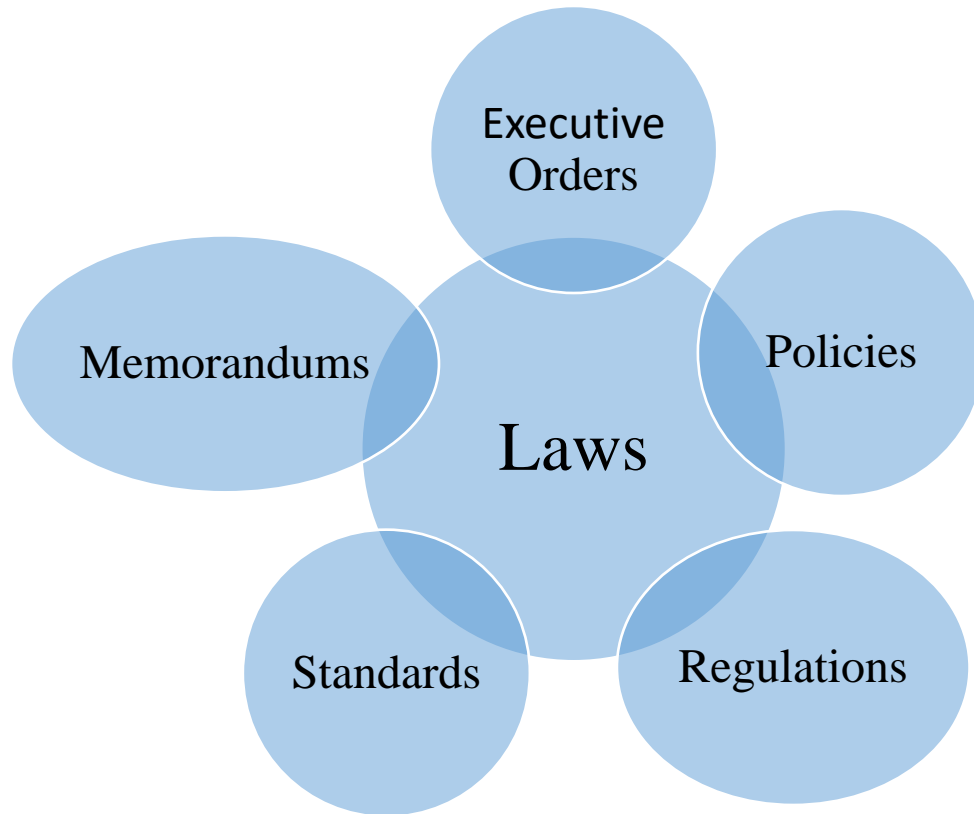 Executive
Orders
Policies
Memorandums
Laws
Regulations
Standards